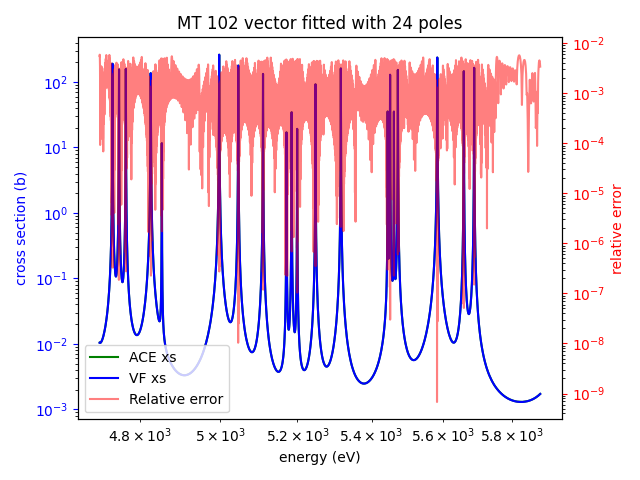 MT 102 vector fitted with 24 poles
cross section (b)
10²
10¹
10⁰
10⁻¹
10⁻²
10⁻³
10⁻²
10⁻³
10⁻⁴
10⁻⁵
10⁻⁶
10⁻⁷
10⁻⁸
10⁻⁹
relative error
ACE xs
VF xs
Relative error
4.8 × 10³ 5 × 10³ 5.2 × 10³ 5.4 × 10³ 5.6 × 10³ 5.8 × 10³
energy (eV)